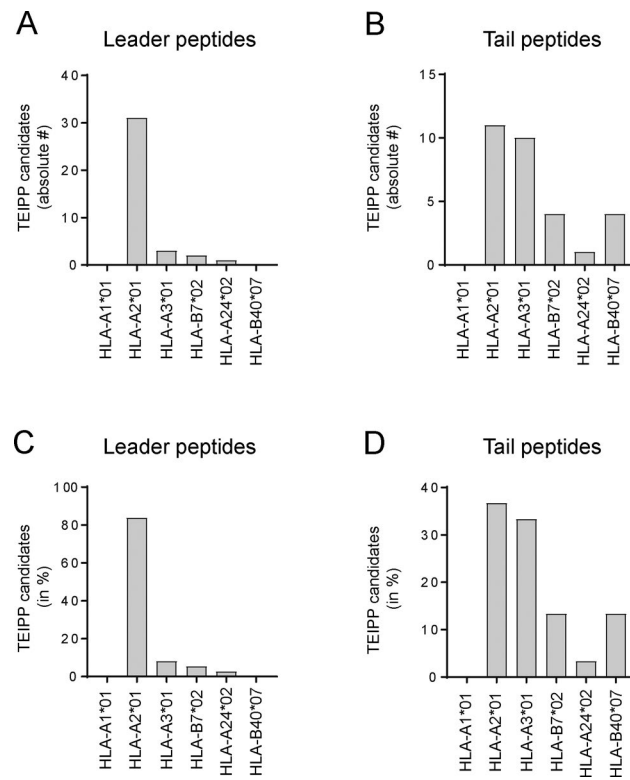 A
Leader peptides
TEIPP candidates
(absolute #)
40
30
20
10
0
HLA-A1*01
HLA-A2*01
HLA-A3*01
HLA-B7*02
HLA-A24*02
HLA-B40*07
B
Tail peptides
TEIPP candidates
(absolute #)
15
10
5
0
HLA-A1*01
HLA-A2*01
HLA-A3*01
HLA-B7*02
HLA-A24*02
HLA-B40*07
C
Leader peptides
TEIPP candidates
(in %)
100
80
60
40
20
0
HLA-A1*01
HLA-A2*01
HLA-A3*01
HLA-B7*02
HLA-A24*02
HLA-B40*07
D
Tail peptides
TEIPP candidates
(in %)
40
30
20
10
0
HLA-A1*01
HLA-A2*01
HLA-A3*01
HLA-B7*02
HLA-A24*02
HLA-B40*07